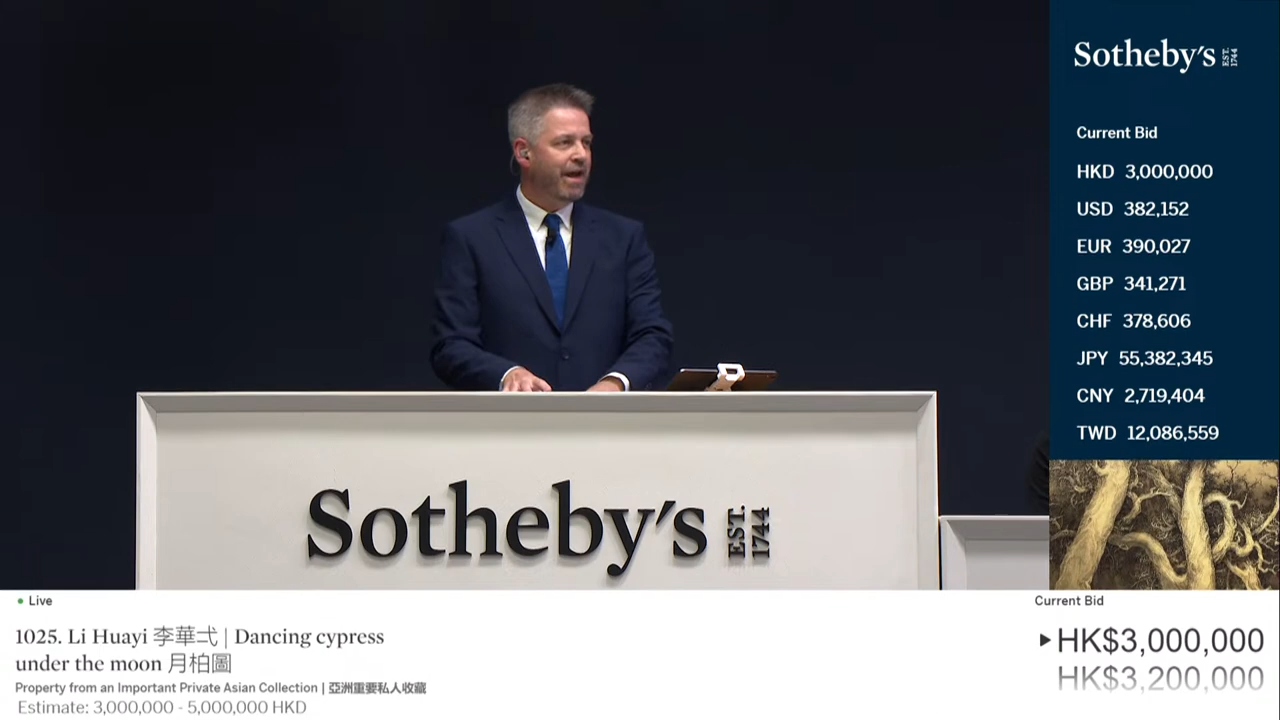 Sotheby's EST. 1744
Current Bid
HKD 3,000,000
USD 382,152
EUR 390,027
GBP 341,271
CHF 378,606
JPY 55,382,345
CNY 2,719,404
TWD 12,086,559
Sotheby's EST. 1744
Live
1025. Li Huayi 李華弌 | Dancing cypress
under the moon 月柏圖
Property from an Important Private Asian Collection | 亞洲重要私人收藏
Estimate: 3,000,000 - 5,000,000 HKD
Current Bid
HK$3,000,000
HK$3,200,000